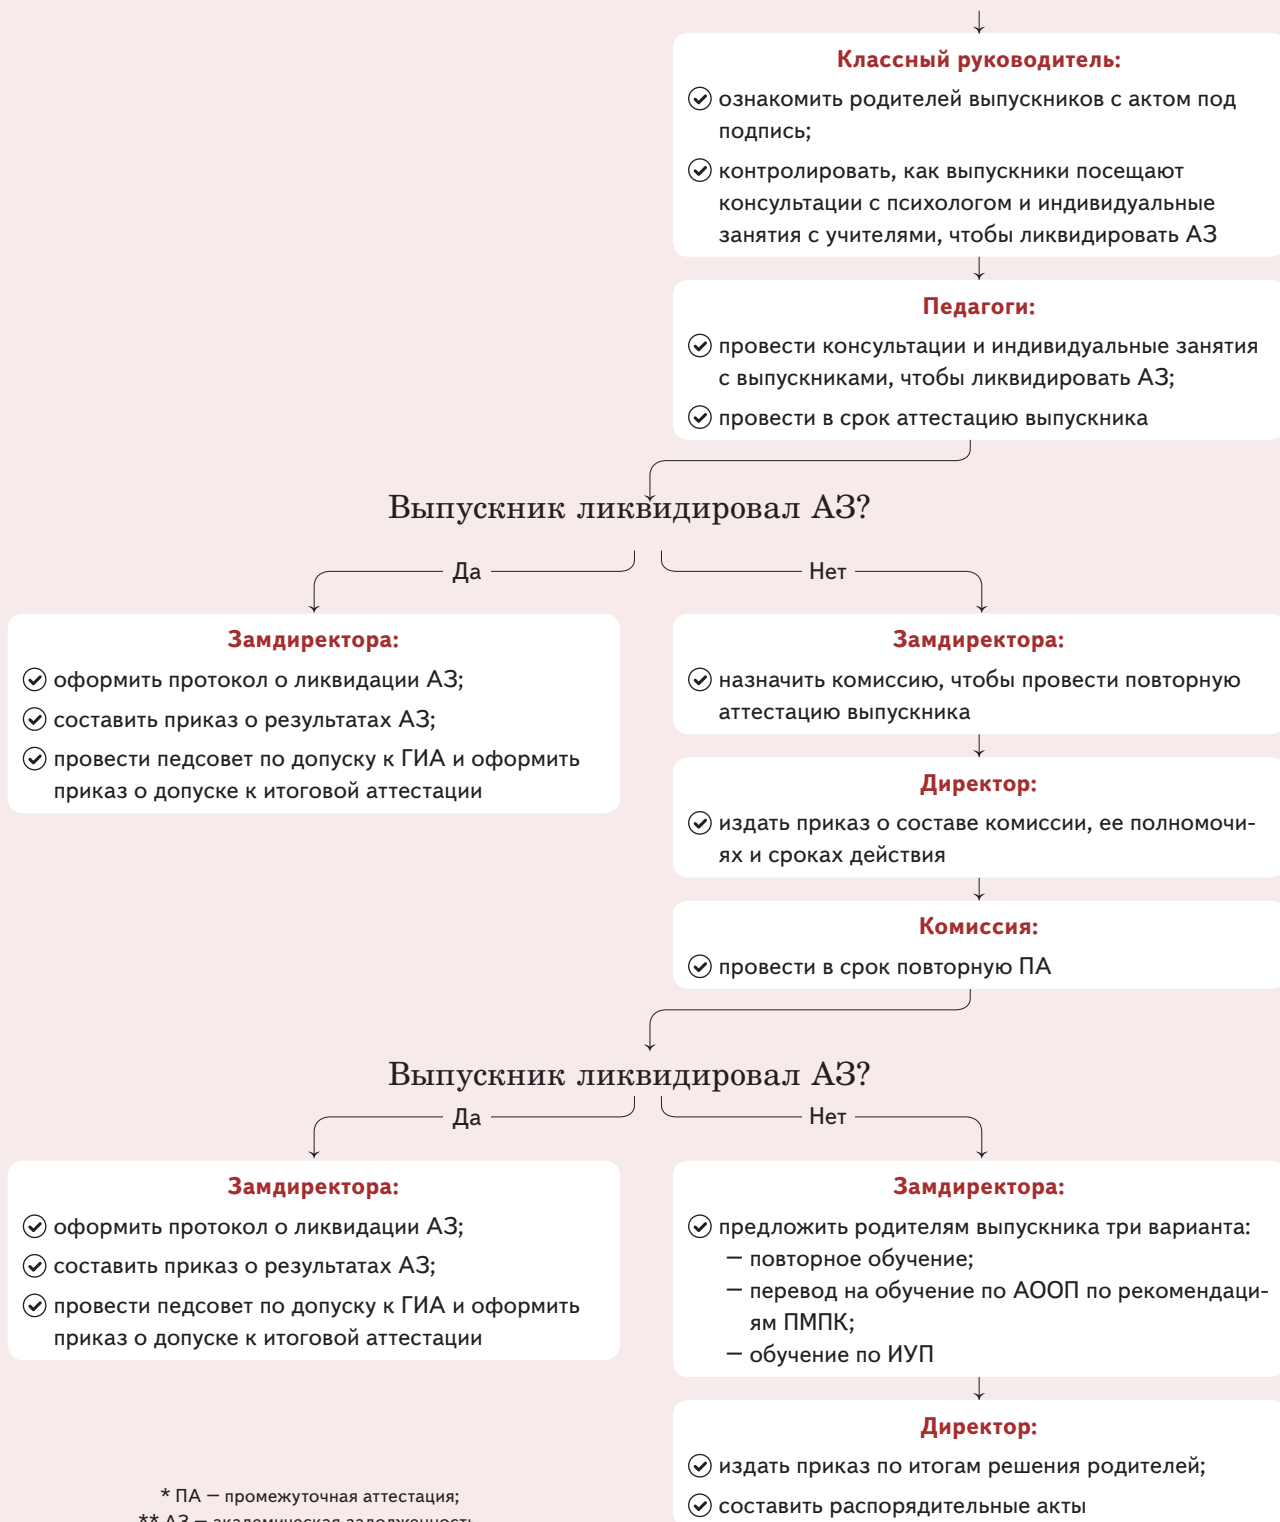 Классный руководитель:
ознакомить родителей выпускников с актом под
подпись;
контролировать, как выпускники посещают
консультации с психологом и индивидуальные
занятия с учителями, чтобы ликвидировать АЗ
Педагоги:
провести консультации и индивидуальные занятия
с выпускниками, чтобы ликвидировать АЗ;
провести в срок аттестацию выпускника
Выпускник ликвидировал АЗ?
Да
Нет
Замдиректора:
оформить протокол о ликвидации АЗ;
составить приказ о результатах АЗ;
провести педсовет по допуску к ГИА и оформить
приказ о допуске к итоговой аттестации
Замдиректора:
назначить комиссию, чтобы провести повторную
аттестацию выпускника
Директор:
издать приказ о составе комиссии, ее полномочи-
ях и сроках действия
Комиссия:
провести в срок повторную ПА
Выпускник ликвидировал АЗ?
Да
Нет
Замдиректора:
оформить протокол о ликвидации АЗ;
составить приказ о результатах АЗ;
провести педсовет по допуску к ГИА и оформить
приказ о допуске к итоговой аттестации
Замдиректора:
предложить родителям выпускника три варианта:
— повторное обучение;
— перевод на обучение по АООП по рекомендаци-
ям ПМПК;
— обучение по ИУП
Директор:
издать приказ по итогам решения родителей;
составить распорядительные акты
* ПА — промежуточная аттестация;
** АЗ — академическая задолженность